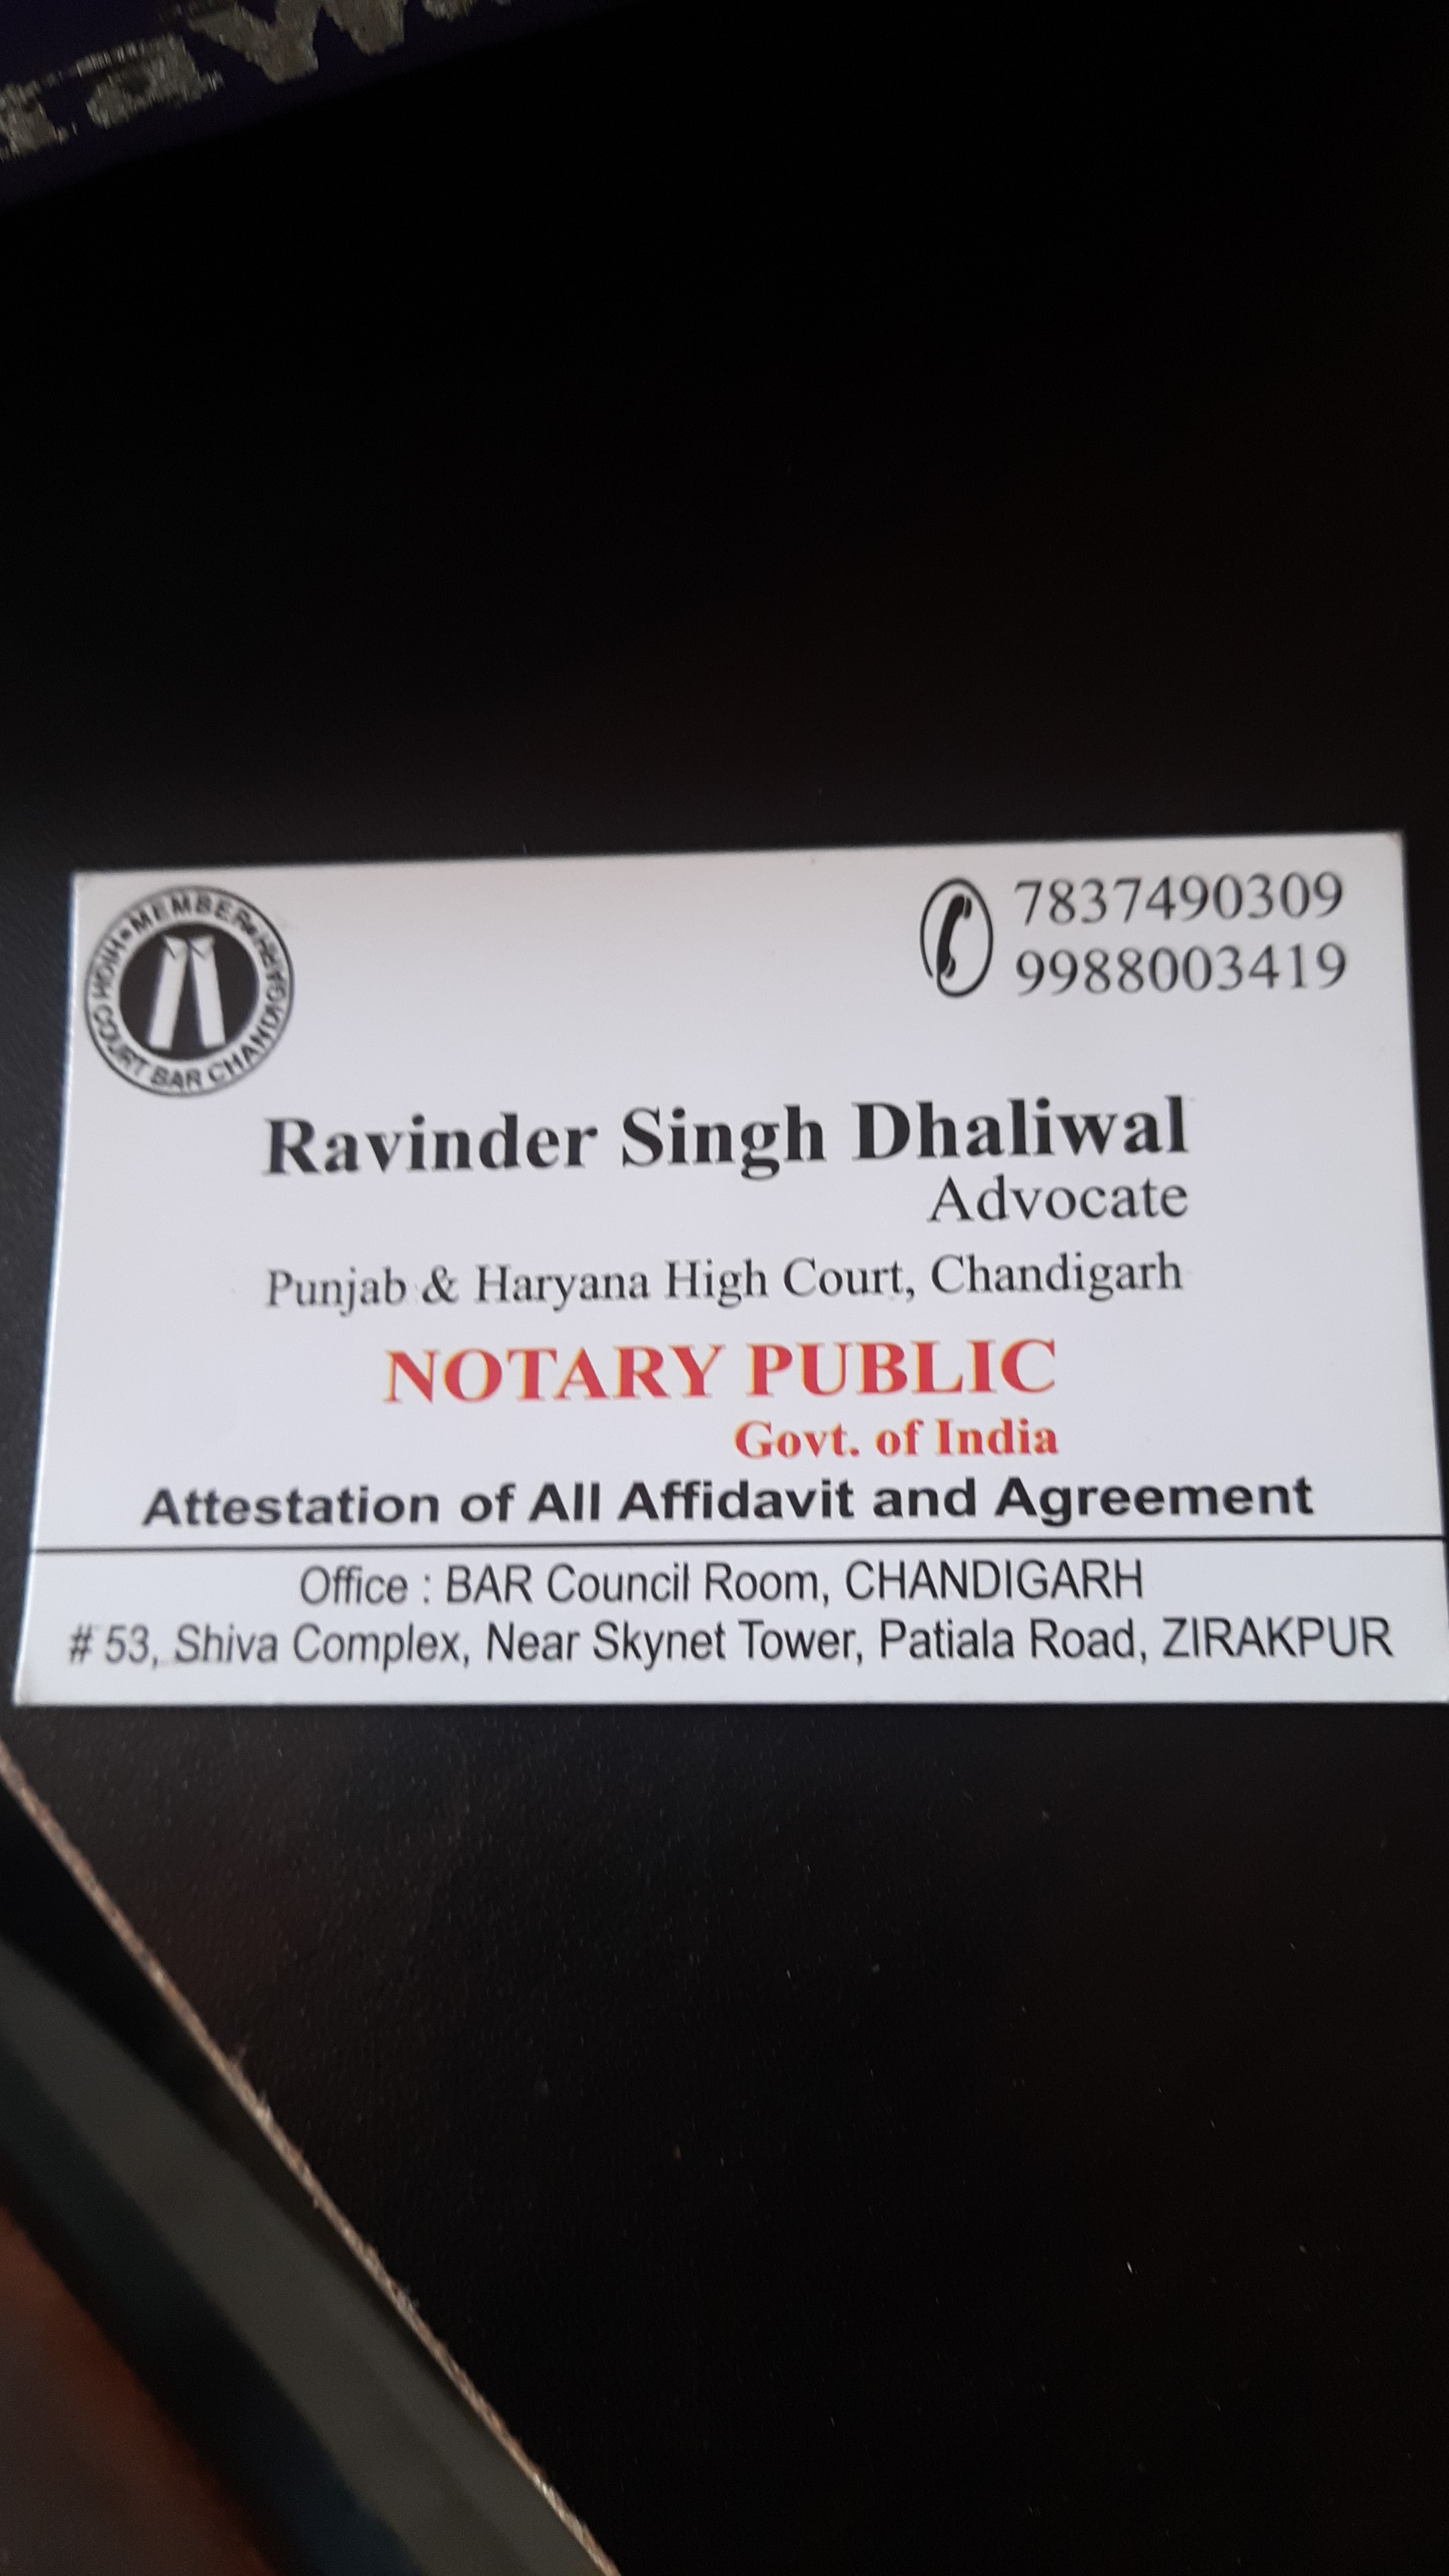 7837490309
9988003419
MEMBER
HIGH COURT BAR CHANDIGARH
Ravinder Singh Dhaliwal
Advocate
Punjab & Haryana High Court, Chandigarh
NOTARY PUBLIC
Govt. of India
Attestation of All Affidavit and Agreement
Office : BAR Council Room, CHANDIGARH
# 53, Shiva Complex, Near Skynet Tower, Patiala Road, ZIRAKPUR